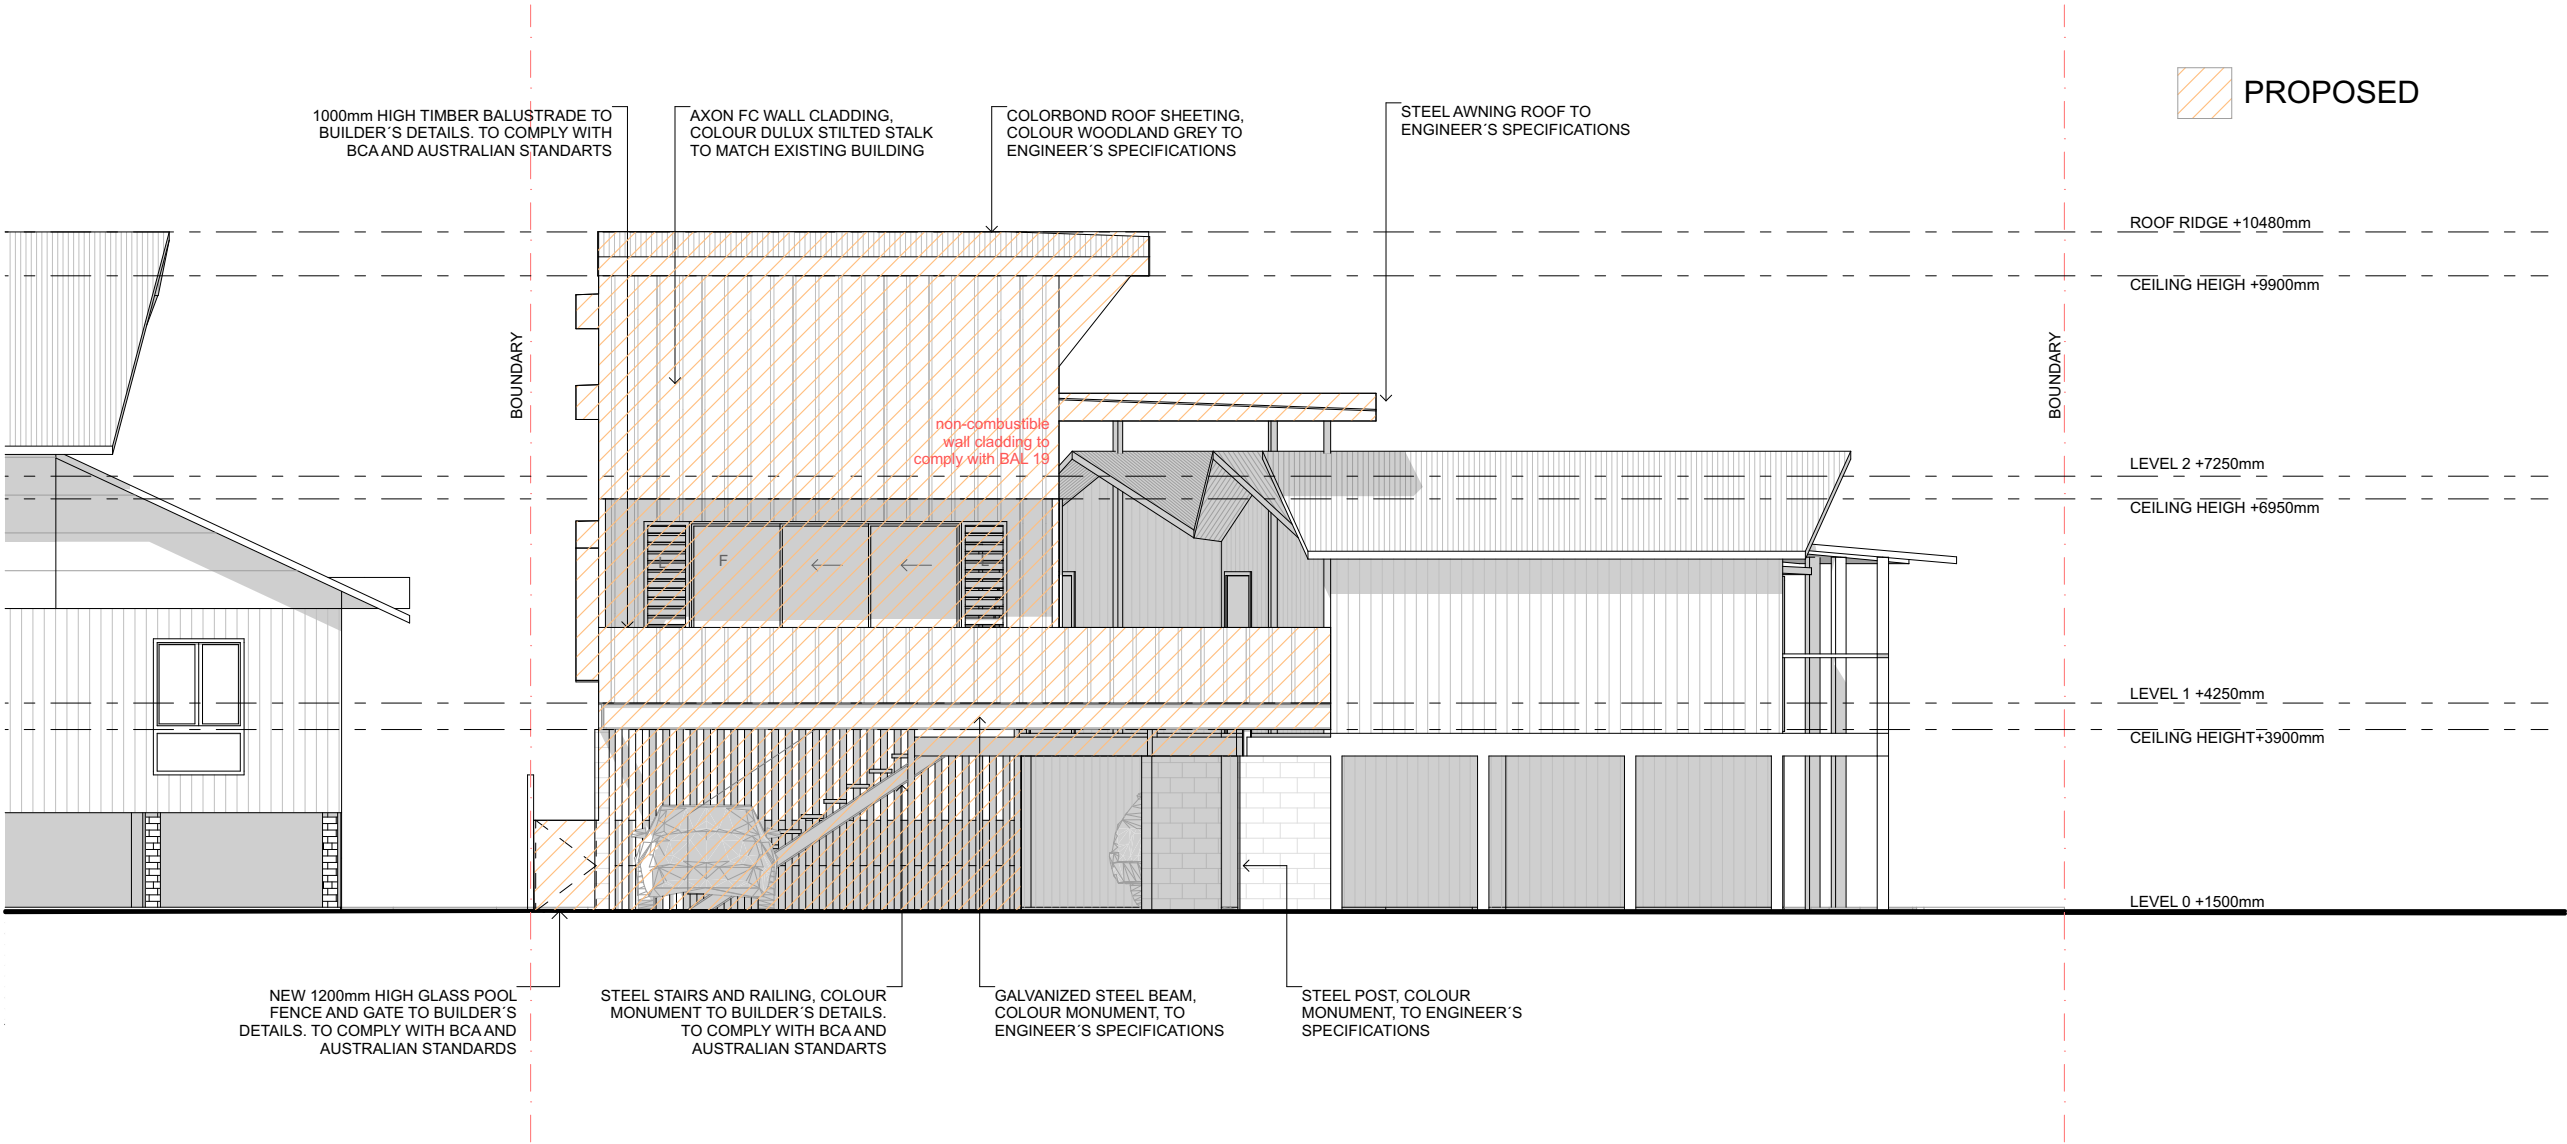 PROPOSED
1000mm HIGH TIMBER BALUSTRADE TO
BUILDER´S DETAILS. TO COMPLY WITH
BCA AND AUSTRALIAN STANDARTS
AXON FC WALL CLADDING,
COLOUR DULUX STILTED STALK
TO MATCH EXISTING BUILDING
COLORBOND ROOF SHEETING,
COLOUR WOODLAND GREY TO
ENGINEER´S SPECIFICATIONS
STEEL AWNING ROOF TO
ENGINEER´S SPECIFICATIONS
ROOF RIDGE +10480mm
CEILING HEIGH +9900mm
BOUNDARY
BOUNDARY
non-combustible
wall cladding to
comply with BAL 19
LEVEL 2 +7250mm
CEILING HEIGH +6950mm
L
F
L
LEVEL 1 +4250mm
CEILING HEIGHT+3900mm
LEVEL 0 +1500mm
NEW 1200mm HIGH GLASS POOL
FENCE AND GATE TO BUILDER´S
DETAILS. TO COMPLY WITH BCA AND
AUSTRALIAN STANDARDS
STEEL STAIRS AND RAILING, COLOUR
MONUMENT TO BUILDER´S DETAILS.
TO COMPLY WITH BCA AND
AUSTRALIAN STANDARTS
GALVANIZED STEEL BEAM,
COLOUR MONUMENT, TO
ENGINEER´S SPECIFICATIONS
STEEL POST, COLOUR
MONUMENT, TO ENGINEER´S
SPECIFICATIONS